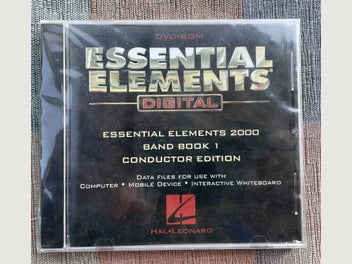 DVD-ROM
ESSENTIAL
ELEMENTS
DIGITAL
ESSENTIAL ELEMENTS 2000
BAND BOOK 1
CONDUCTOR EDITION
DATA FILES FOR USE WITH
COMPUTER • MOBILE DEVICE • INTERACTIVE WHITEBOARD
HAL•LEONARD®